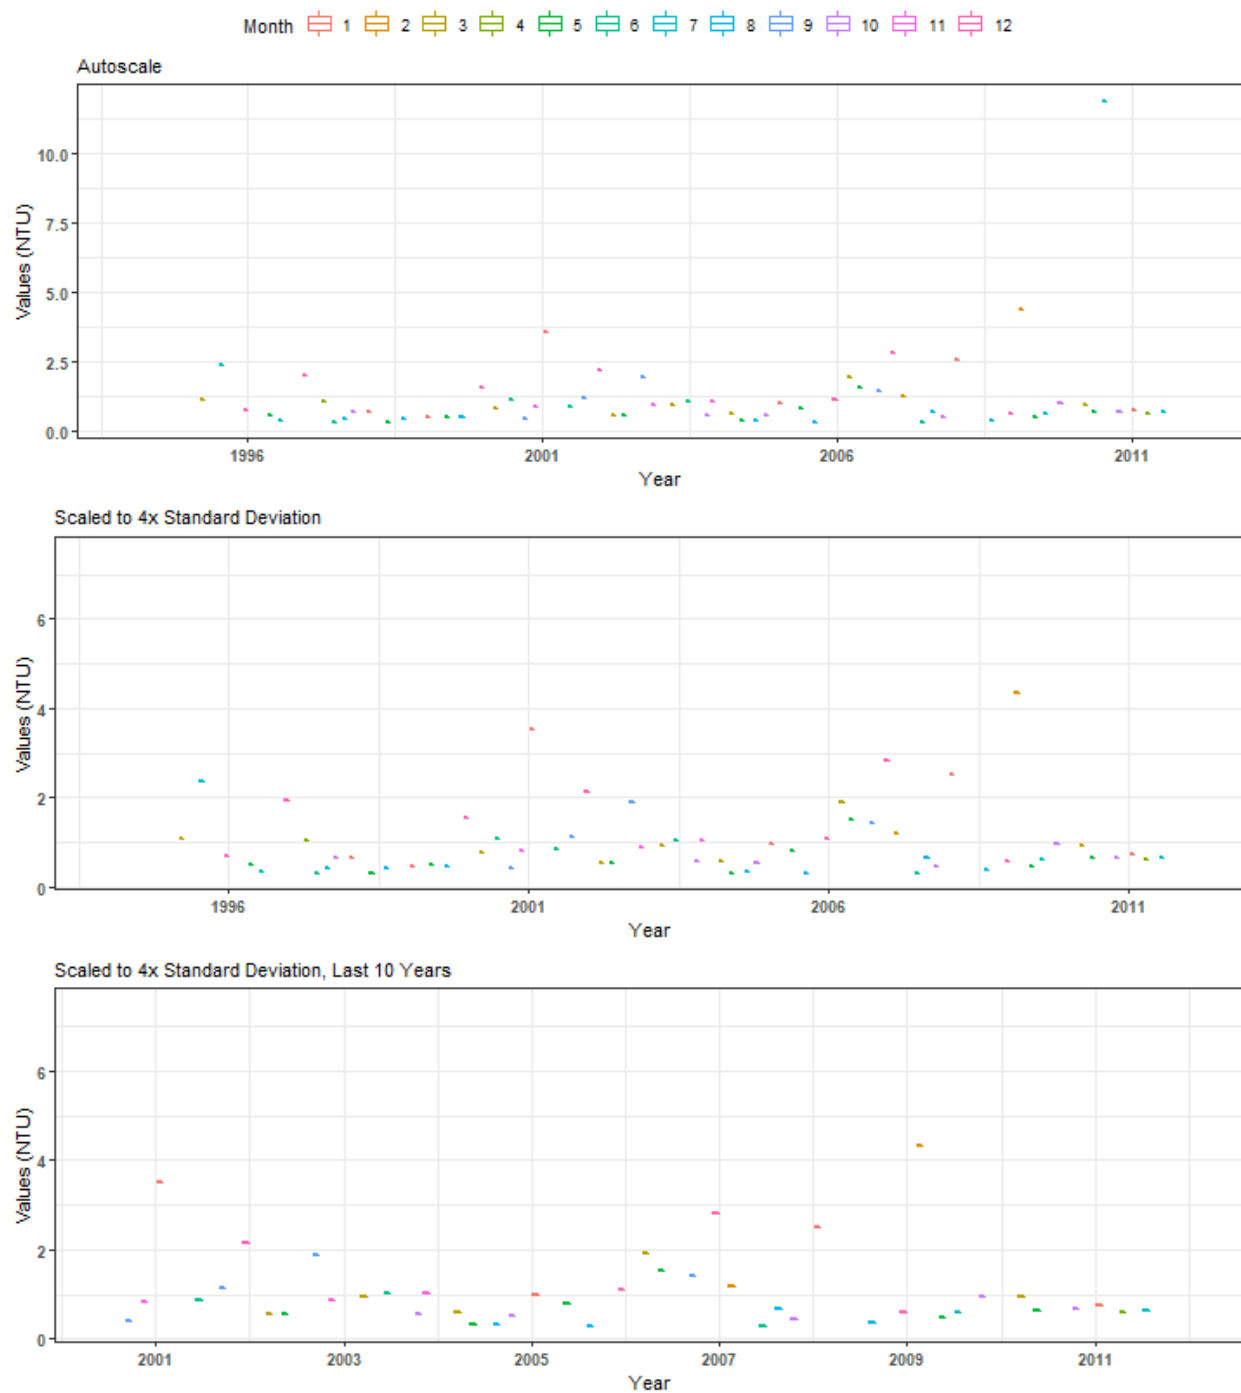 Month 1 2 3 4 5 6 7 8 9 10 11 12
Autoscale
10.0
7.5
5.0
2.5
0.0
Values (NTU)
1996 2001 2006 2011
Year
Scaled to 4x Standard Deviation
6
4
2
0
Values (NTU)
1996 2001 2006 2011
Year
Scaled to 4x Standard Deviation, Last 10 Years
6
4
2
0
Values (NTU)
2001 2003 2005 2007 2009 2011
Year